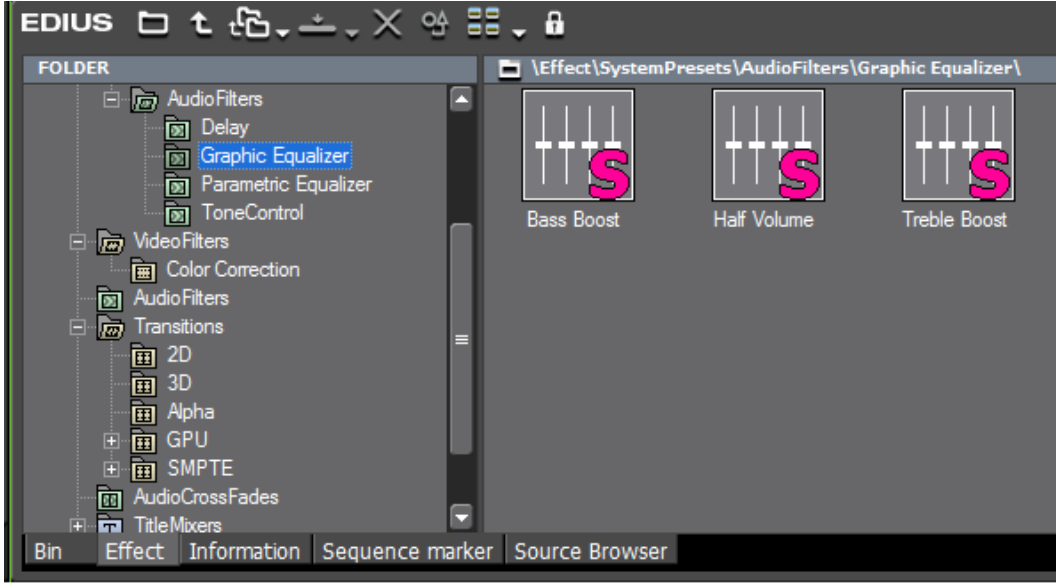 EDIUS
FOLDER
\Effect\SystemPresets\AudioFilters\Graphic Equalizer\
AudioFilters
Delay
Graphic Equalizer
Parametric Equalizer
ToneControl
VideoFilters
Color Correction
AudioFilters
Transitions
2D
3D
Alpha
GPU
SMPTE
AudioCrossFades
TitleMixers
S S S
Bass Boost Half Volume Treble Boost
Bin Effect Information Sequence marker Source Browser